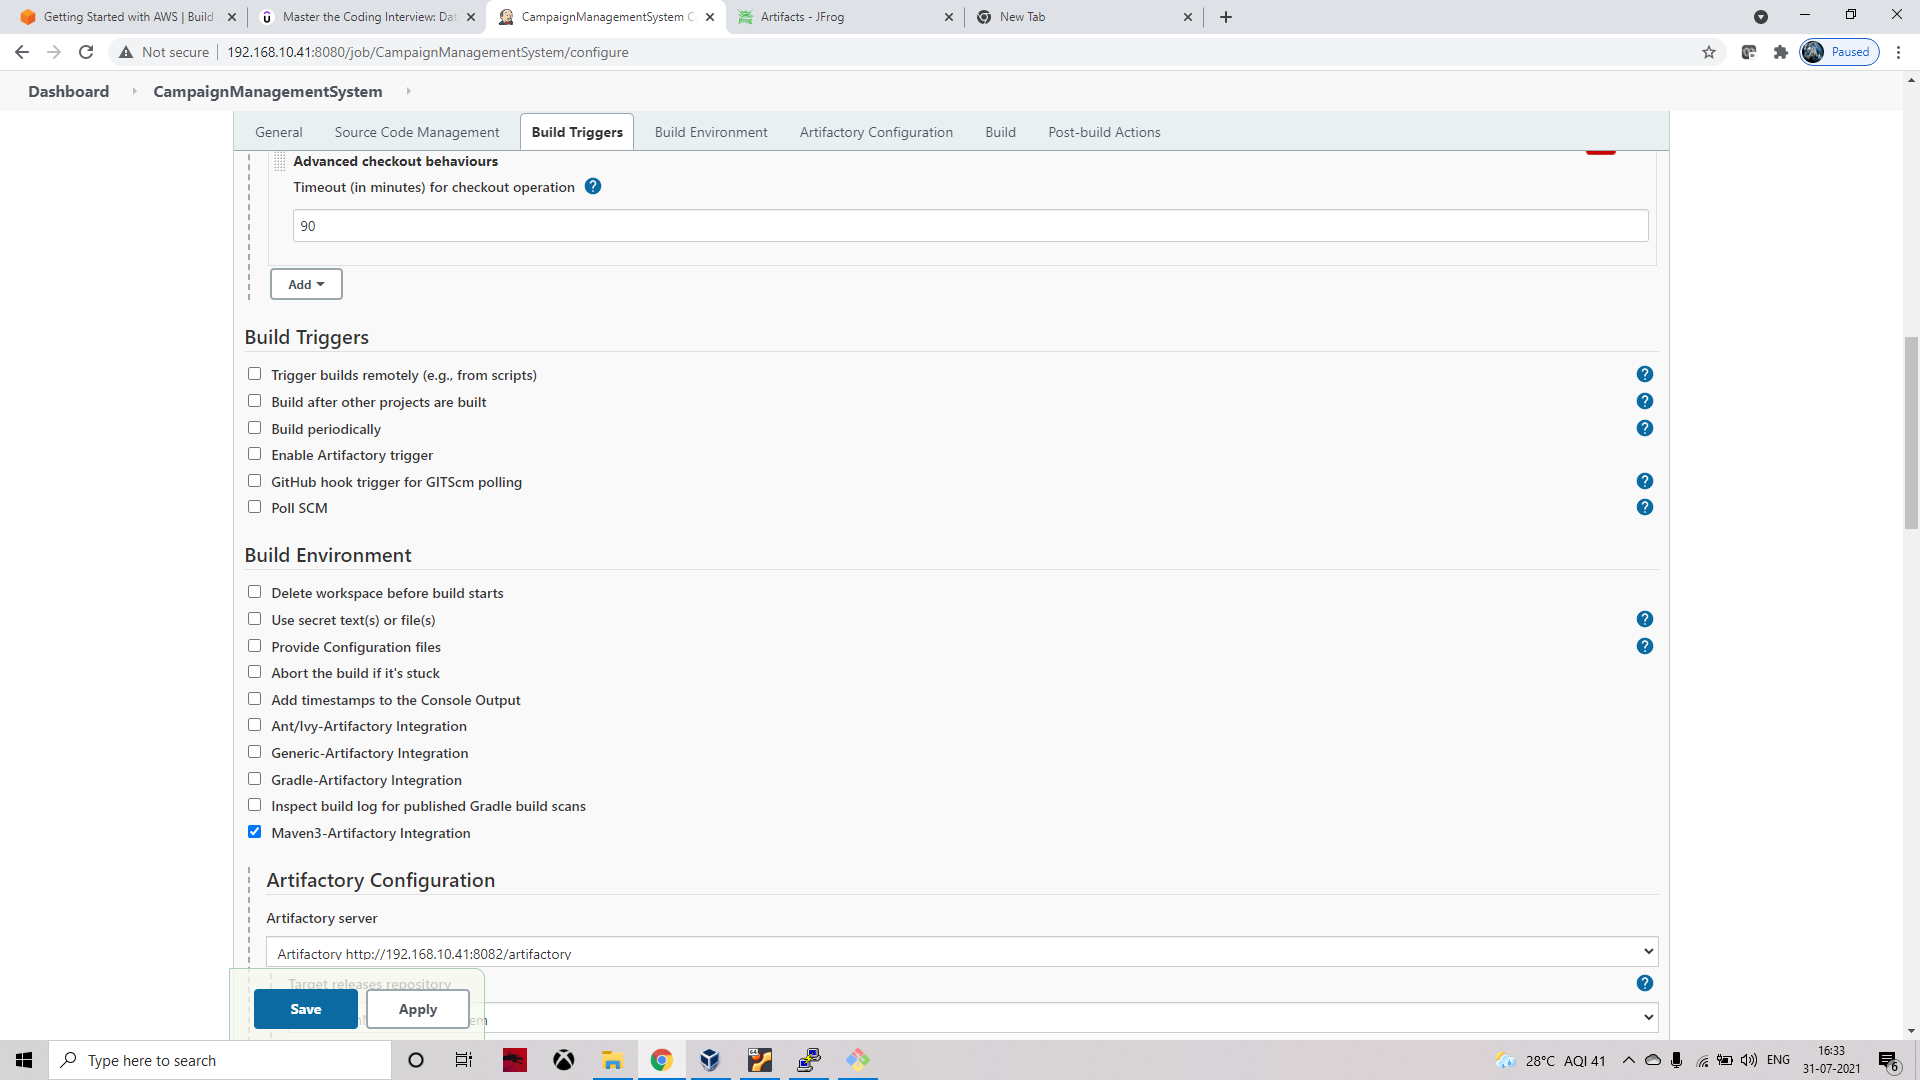 Getting Started with AWS | Build
Master the Coding Interview: Dat
CampaignManagementSystem C
Artifacts - JFrog
New Tab
Not secure
192.168.10.41:8080/job/CampaignManagementSystem/configure
Paused
Dashboard
CampaignManagementSystem
General
Source Code Management
Build Triggers
Build Environment
Artifactory Configuration
Build
Post-build Actions
Advanced checkout behaviours
Timeout (in minutes) for checkout operation ?
90
Add
Build Triggers
Trigger builds remotely (e.g., from scripts) ?
Build after other projects are built ?
Build periodically ?
Enable Artifactory trigger
GitHub hook trigger for GITScm polling ?
Poll SCM ?
Build Environment
Delete workspace before build starts
Use secret text(s) or file(s) ?
Provide Configuration files ?
Abort the build if it's stuck
Add timestamps to the Console Output
Ant/Ivy-Artifactory Integration
Generic-Artifactory Integration
Gradle-Artifactory Integration
Inspect build log for published Gradle build scans
Maven3-Artifactory Integration
Artifactory Configuration
Artifactory server
Artifactory http://192.168.10.41:8082/artifactory
Target releases repository ?
Save
Apply
Type here to search
28°C AQI 41
ENG
16:33
31-07-2021
6